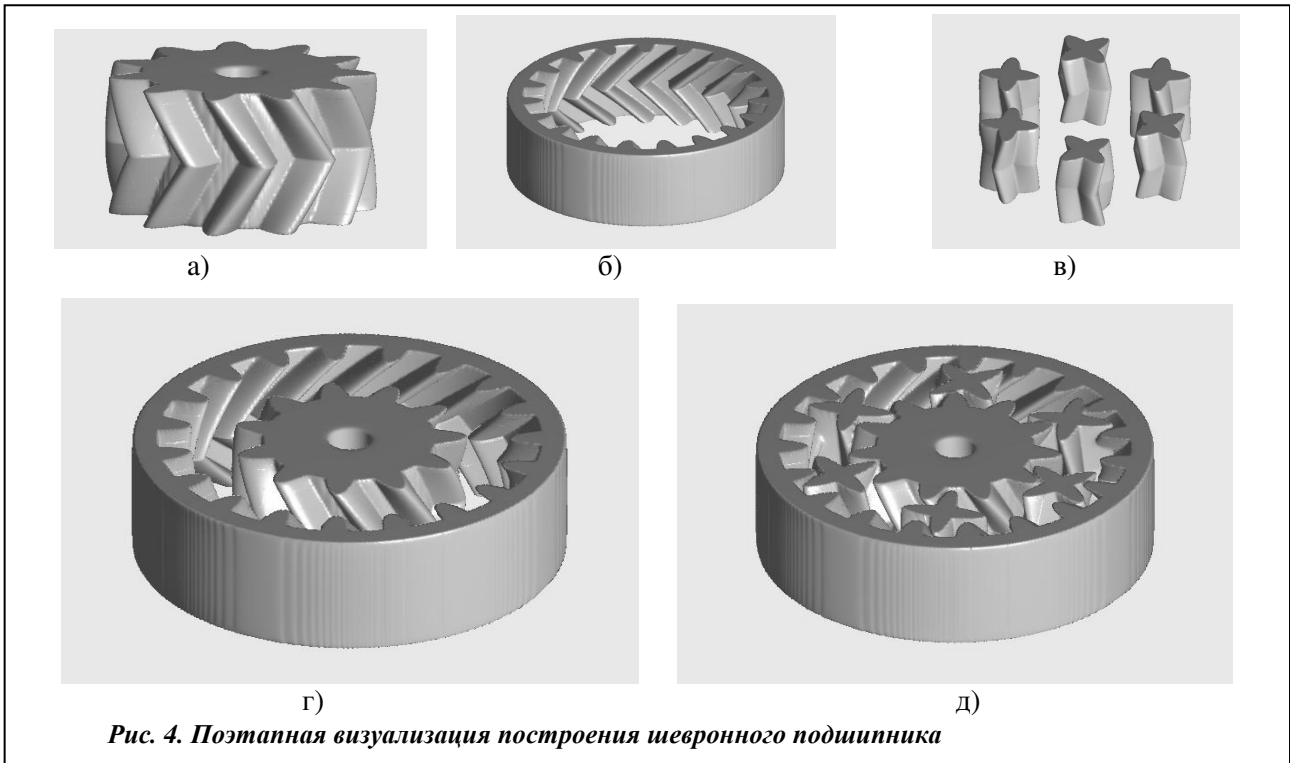 а)
б)
в)
г)
д)
Рис. 4. Поэтапная визуализация построения шевронного подшипника